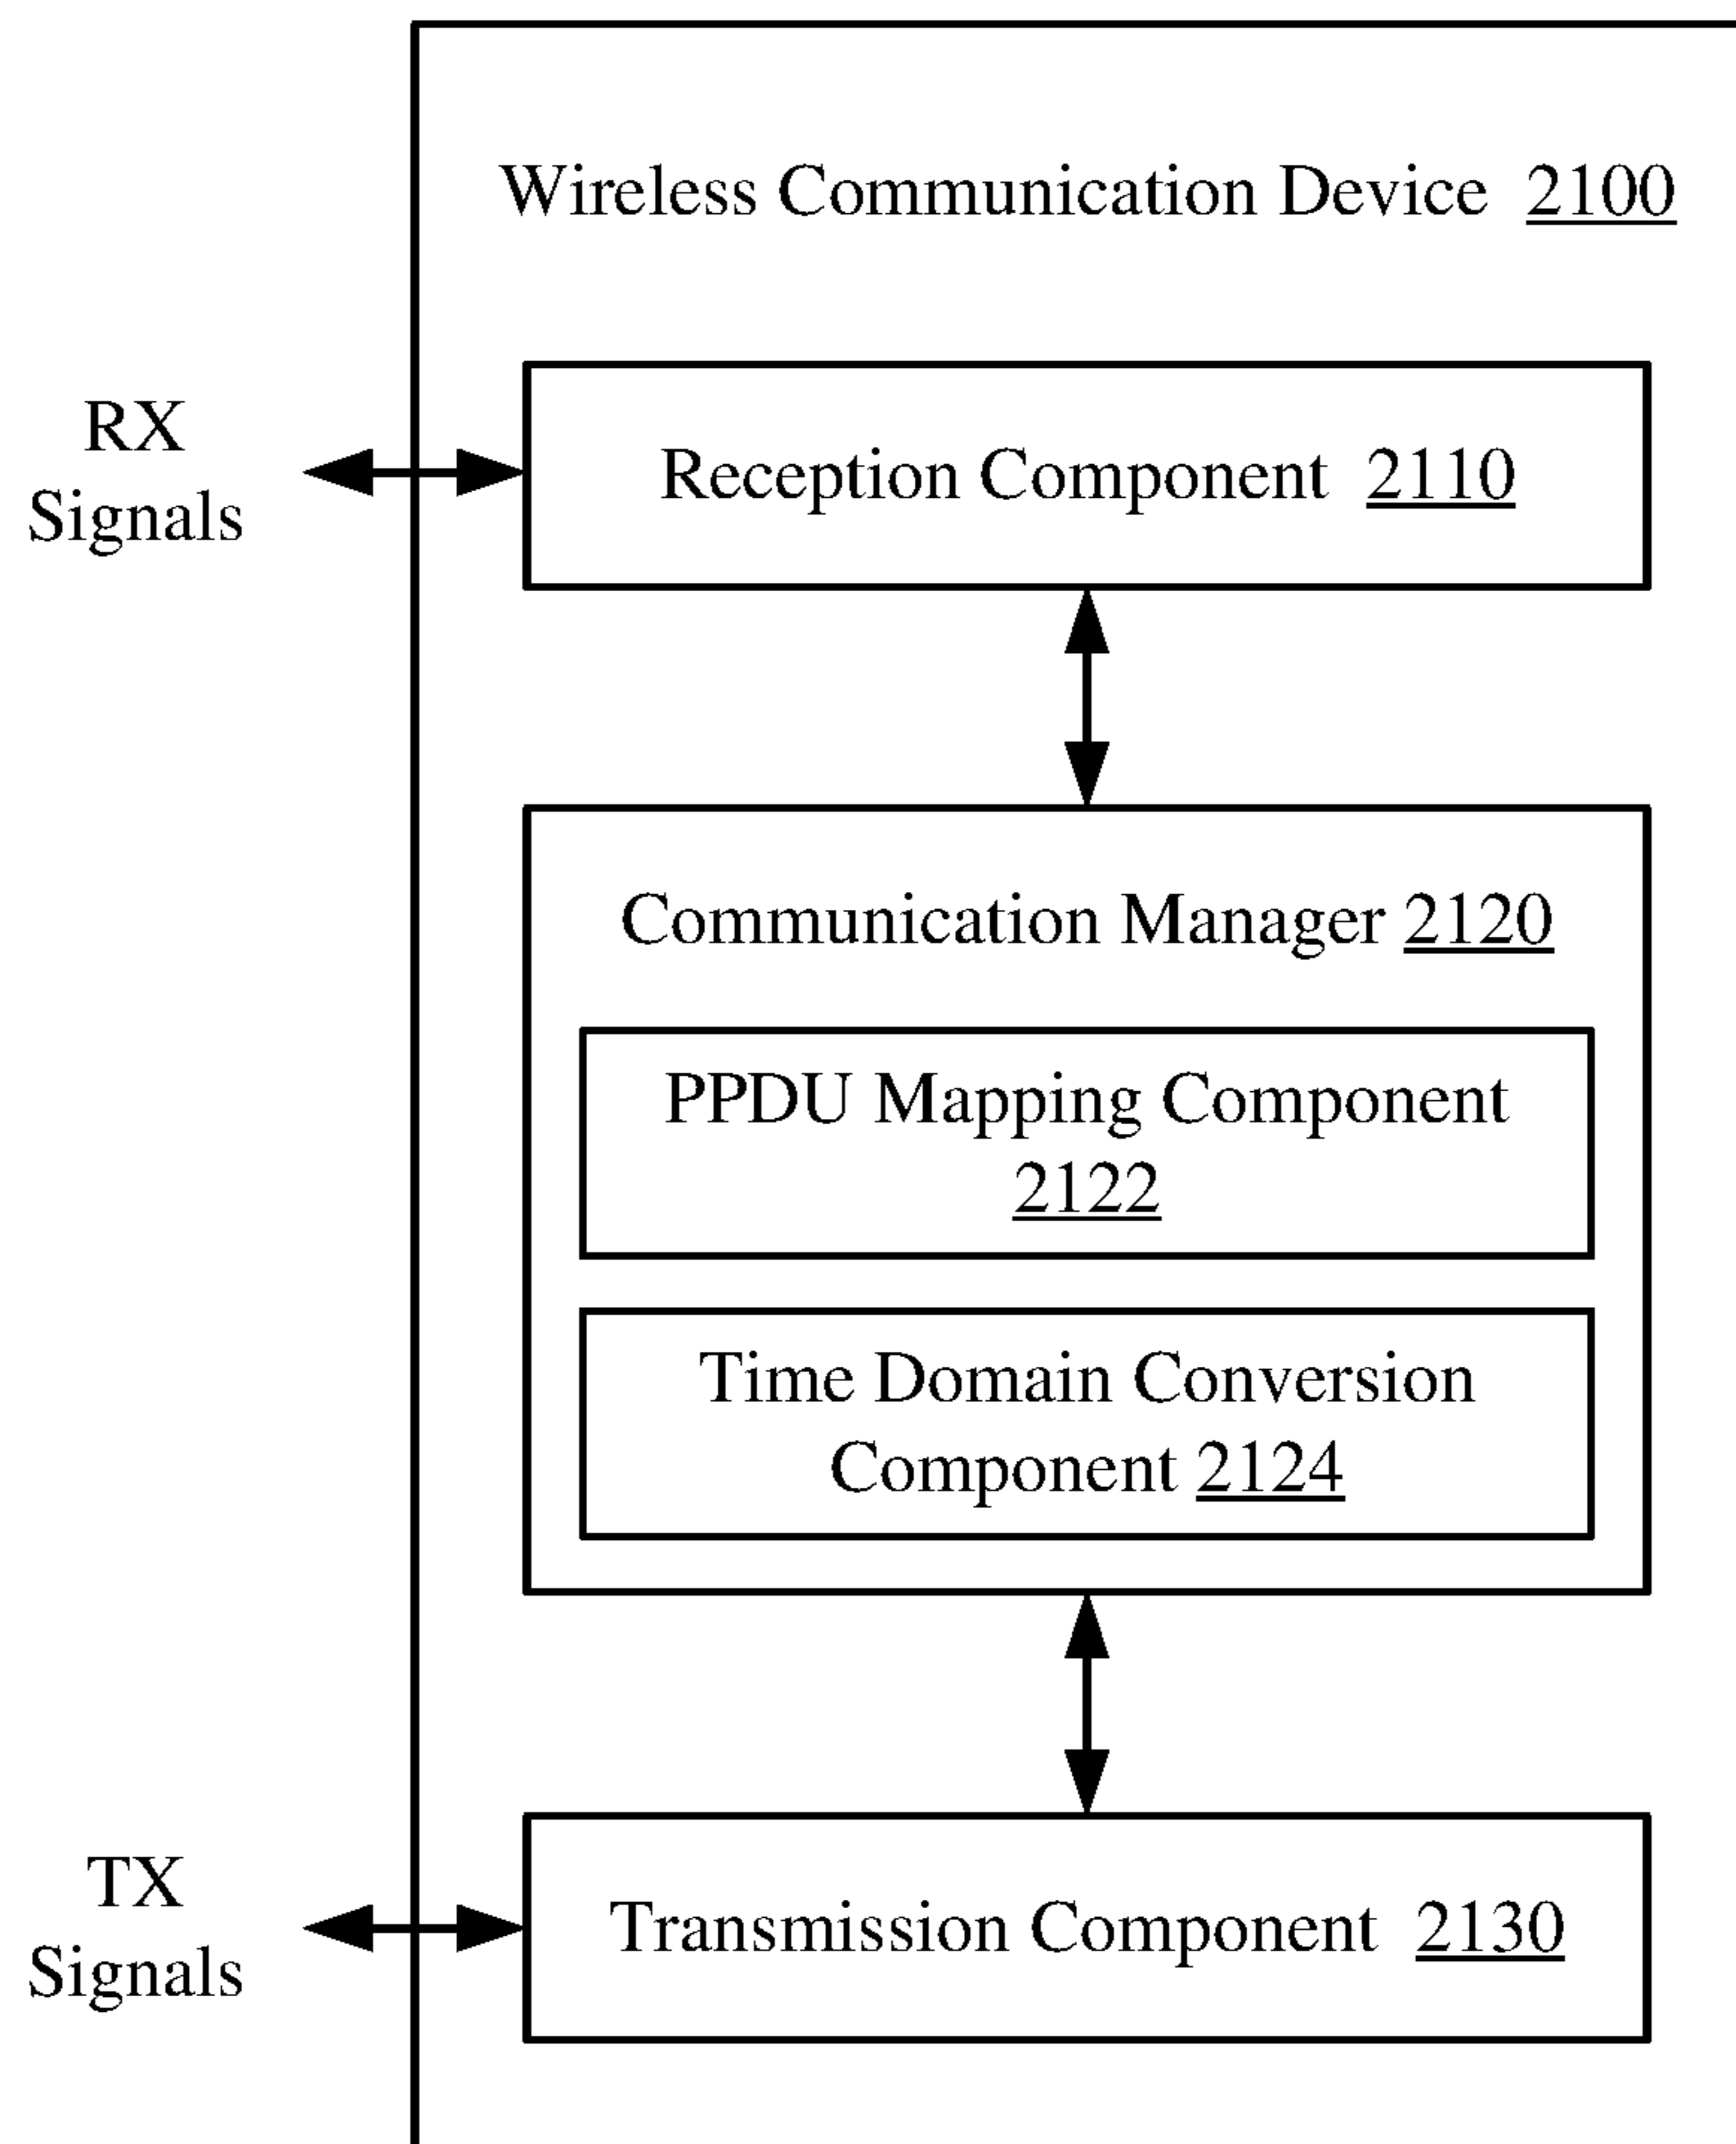 Wireless Communication Device 2100
RX
Signals
Reception Component 2110
Communication Manager 2120
PPDU Mapping Component
2122
Time Domain Conversion
Component 2124
TX
Signals
Transmission Component 2130